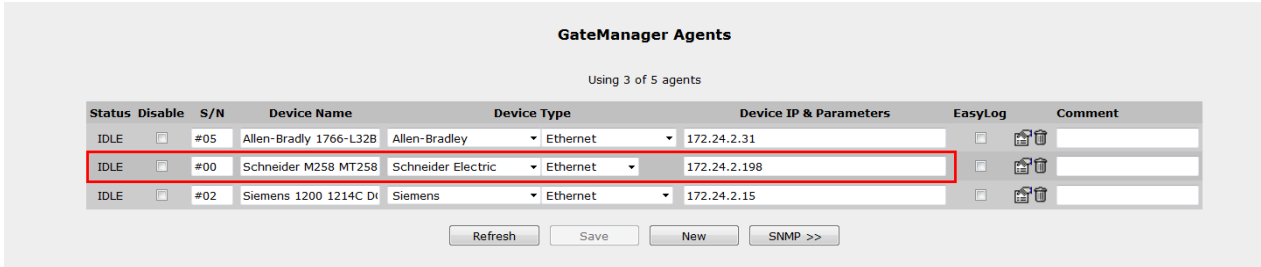 GateManager Agents
Using 3 of 5 agents
Status Disable S/N Device Name Device Type Device IP & Parameters EasyLog Comment
IDLE #05 Allen-Bradly 1766-L32B Allen-Bradley Ethernet 172.24.2.31
IDLE #00 Schneider M258 MT258 Schneider Electric Ethernet 172.24.2.198
IDLE #02 Siemens 1200 1214C Siemens Ethernet 172.24.2.15
Refresh Save New SNMP >>